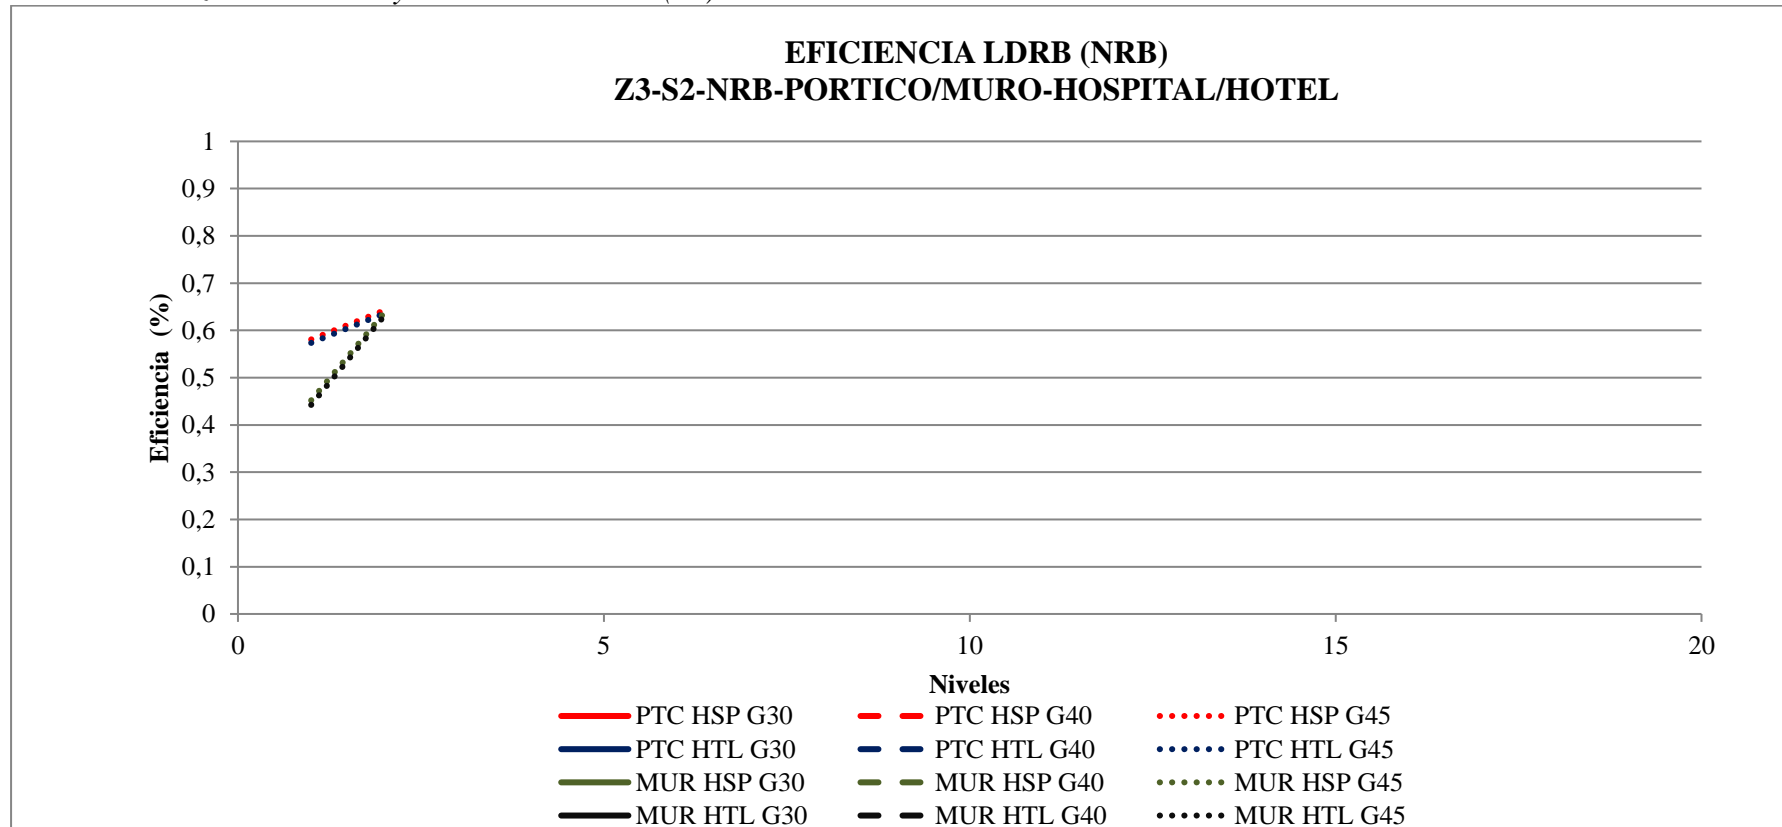 EFICIENCIA LDRB (NRB)
Z3-S2-NRB-PORTICO/MURO-HOSPITAL/HOTEL
1
0,9
0,8
0,7
0,6
0,5
0,4
0,3
0,2
0,1
0
Eficiencia (%)
0 5 10 15 20
Niveles
PTC HSP G30 PTC HSP G40 PTC HSP G45
PTC HTL G30 PTC HTL G40 PTC HTL G45
MUR HSP G30 MUR HSP G40 MUR HSP G45
MUR HTL G30 MUR HTL G40 MUR HTL G45